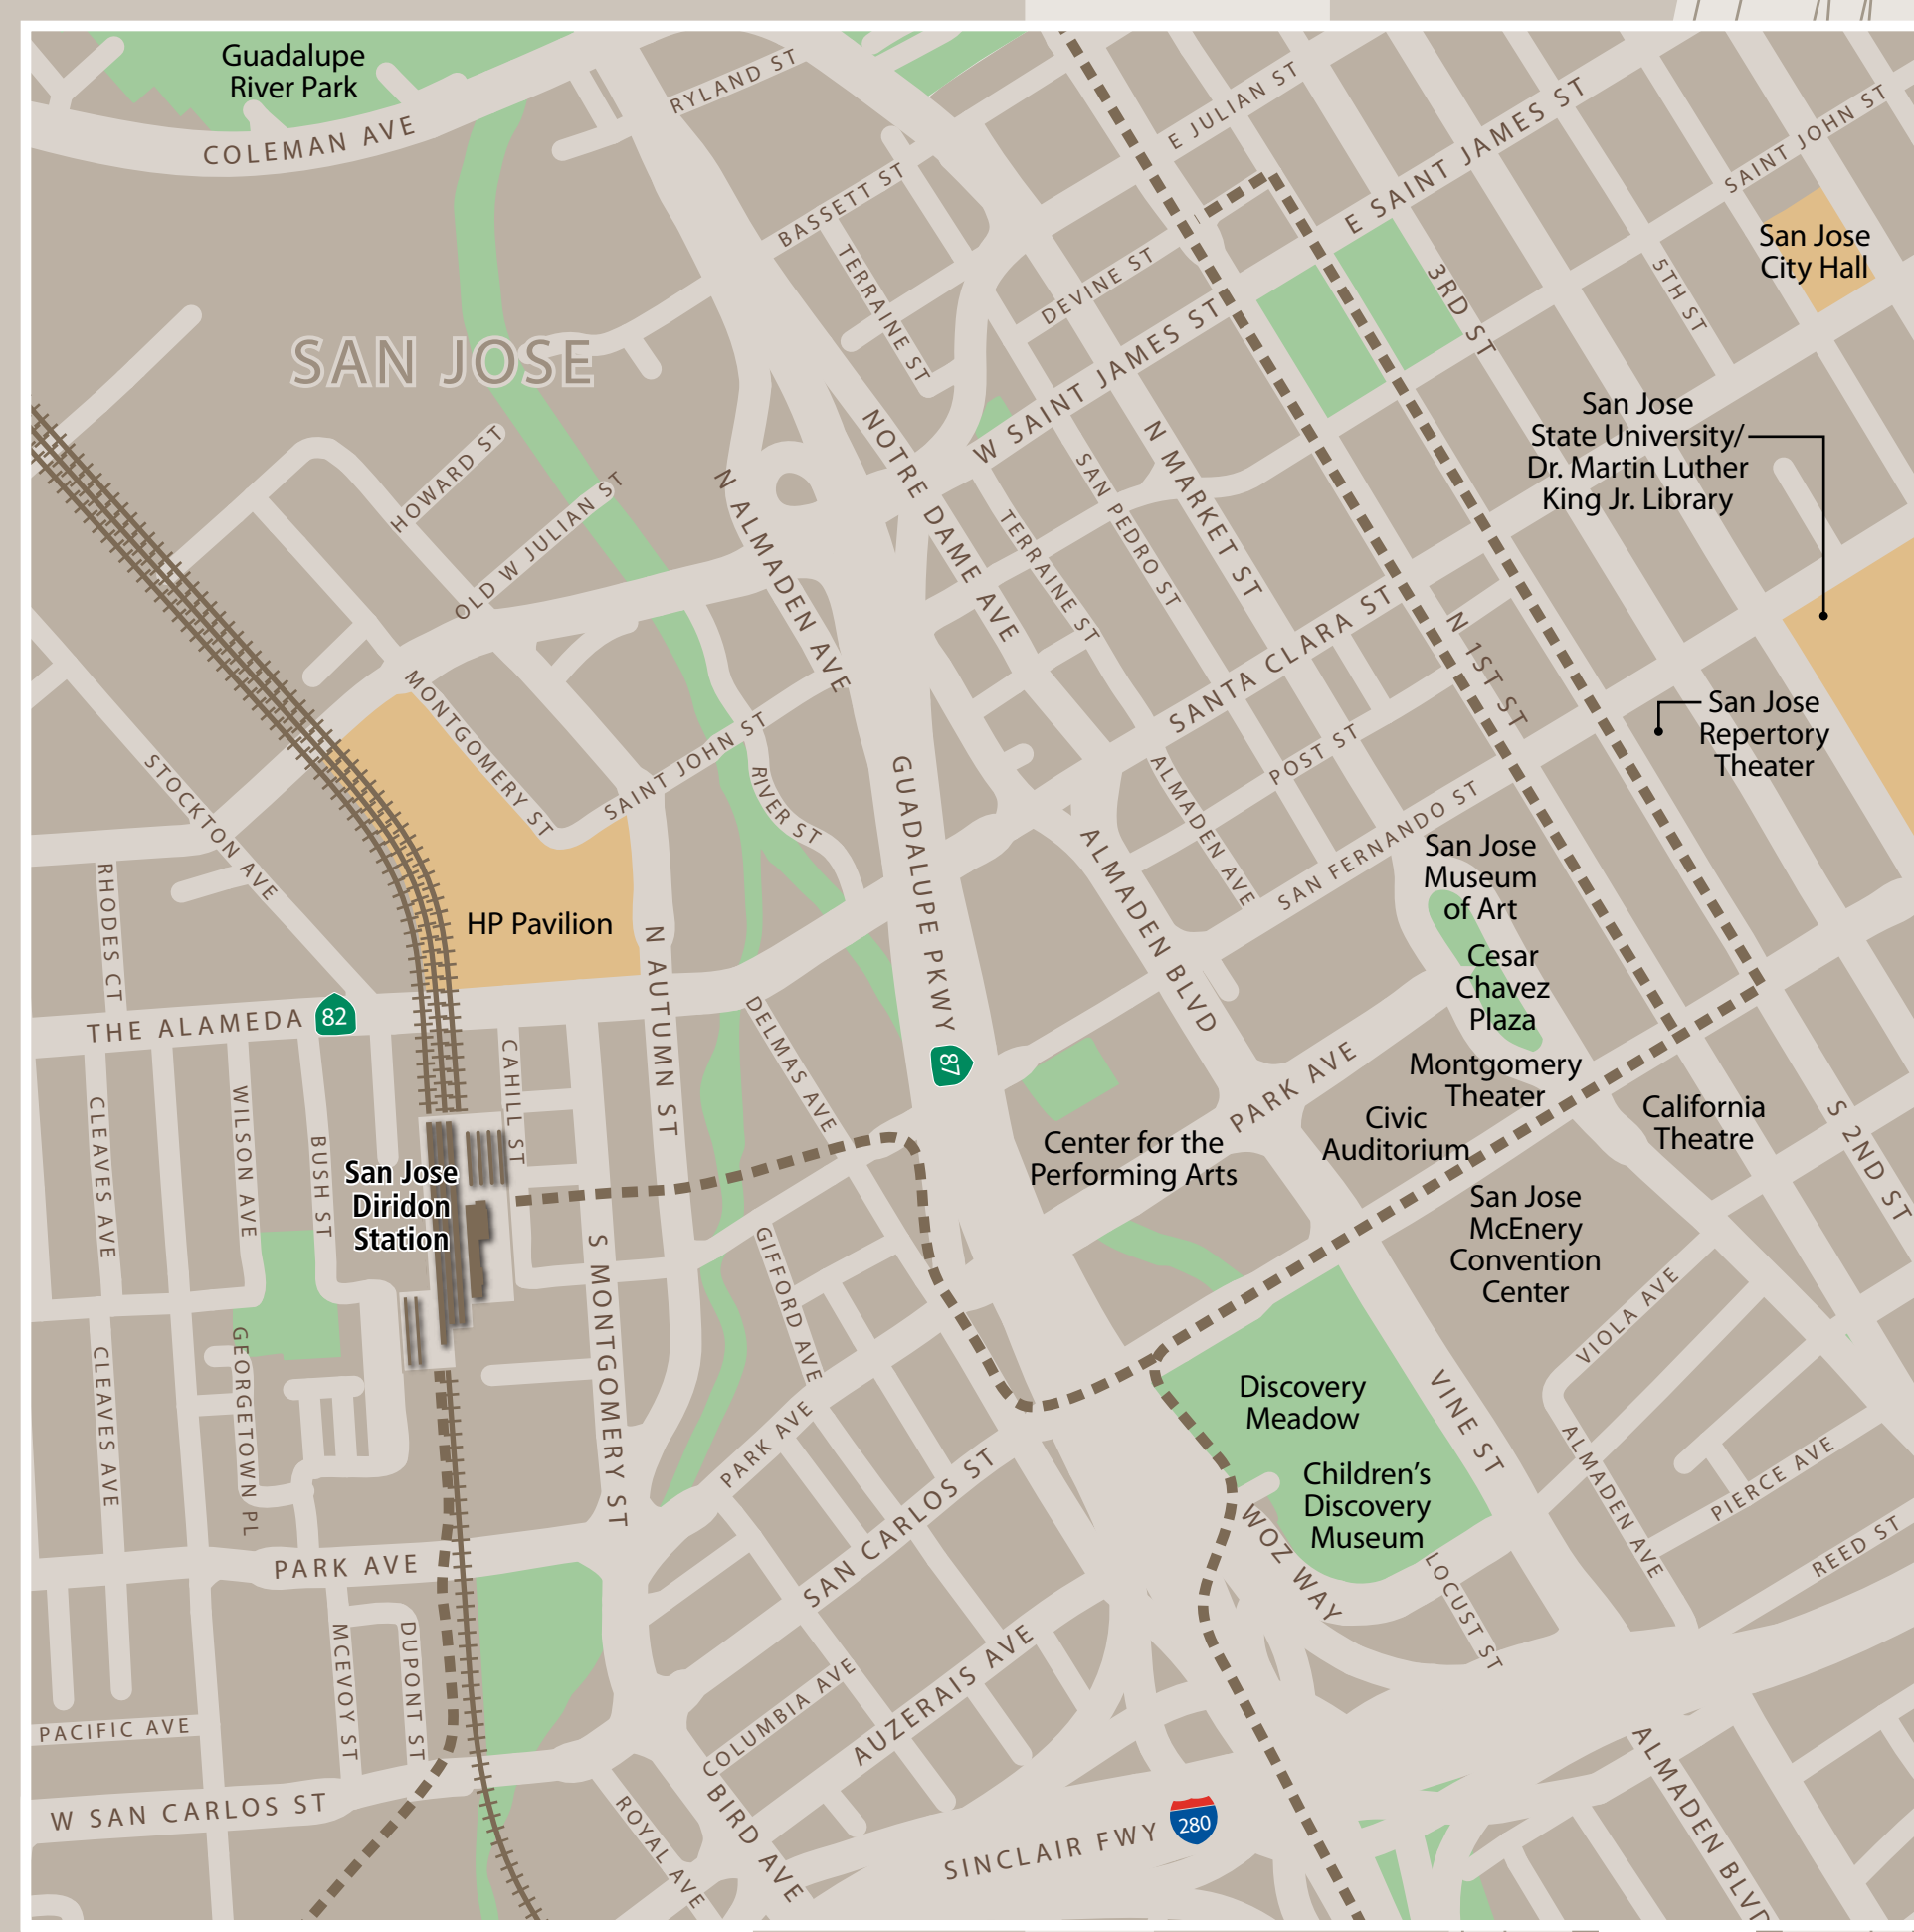 Guadalupe
River Park
COLEMAN AVE
RYLAND ST
E JULIAN ST
E SAINT JAMES ST
SAINT JOHN ST
San Jose
City Hall
BASSETT ST
TERRAINE ST
DEVINE ST
3RD ST
5TH ST
SAN JOSE
W SAINT JAMES ST
San Jose
State University/
Dr. Martin Luther
King Jr. Library
HOWARD ST
OLD W JULIAN ST
N ALMADEN AVE
NOTRE DAME AVE
TERRAINE ST
SAN PEDRO ST
N MARKET ST
SANTA CLARA ST
N 1ST ST
San Jose
Repertory
Theater
MONTGOMERY ST
SAINT JOHN ST
STOCKTON AVE
RIVER ST
GUADALUPE PKWY
ALMADEN AVE
POST ST
SAN FERNANDO ST
ALMADEN BLVD
San Jose
Museum
of Art
RHODES CT
HP Pavilion
N AUTUMN ST
Cesar
Chavez
Plaza
THE ALAMEDA
82
DELMAS AVE
87
CAHILL ST
PARK AVE
Montgomery
Theater
Civic
Auditorium
California
Theatre
S 2ND ST
CLEAVES AVE
WILSON AVE
BUSH ST
Center for the
Performing Arts
San Jose
Diridon
Station
San Jose
McEnery
Convention
Center
S MONTGOMERY ST
GIFFORD AVE
VIOLA AVE
CLEAVES AVE
GEORGETOWN PL
PARK AVE
Discovery
Meadow
VINE ST
Children's
Discovery
Museum
ALMADEN AVE
PIERCE AVE
REED ST
SAN CARLOS ST
WOZ WAY
LOCUST ST
PARK AVE
MCEVOY ST
DUPONT ST
PACIFIC AVE
COLUMBIA AVE
AUZERAIS AVE
W SAN CARLOS ST
ROYAL AVE
BIRD AVE
SINCLAIR FWY
280
ALMADEN BLVD